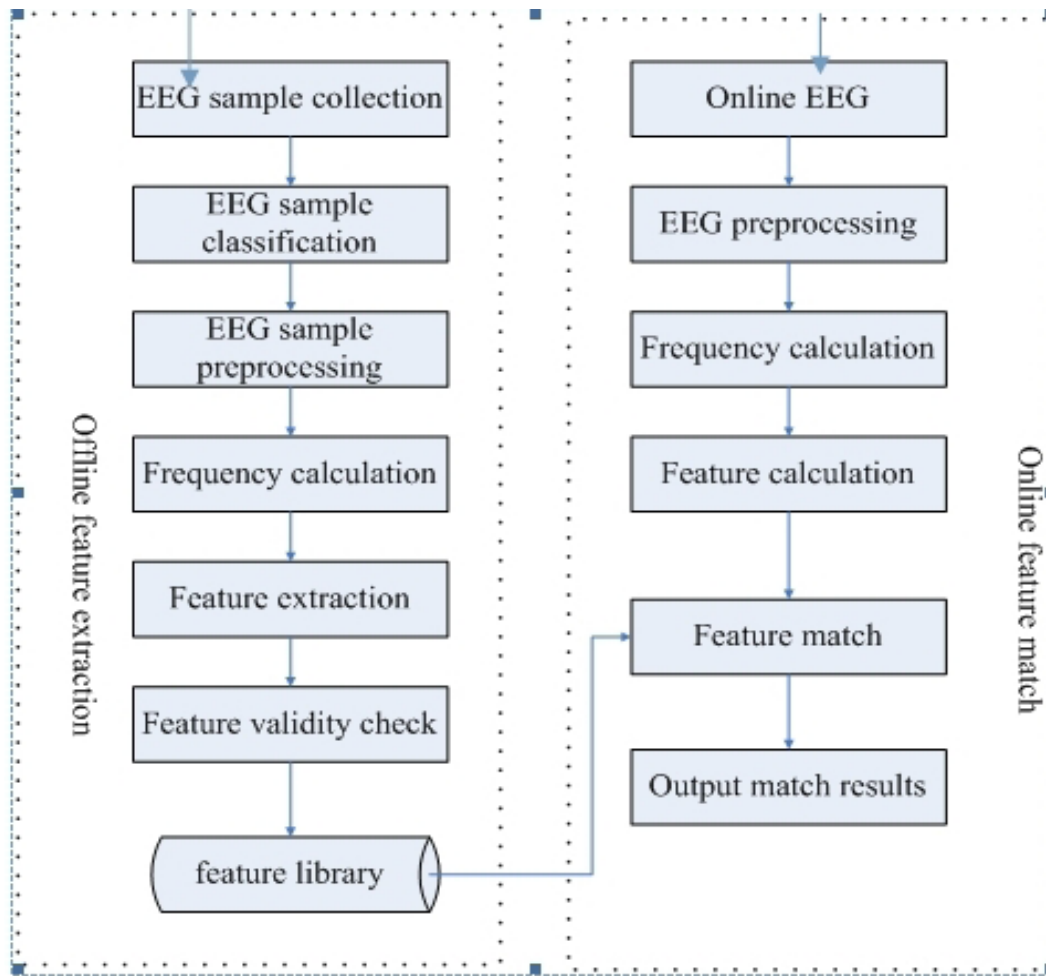 EEG sample collection
EEG sample
classification
EEG sample
preprocessing
Frequency calculation
Feature extraction
Feature validity check
feature library
Offline feature extraction
Online EEG
EEG preprocessing
Frequency calculation
Feature calculation
Feature match
Output match results
Online feature match